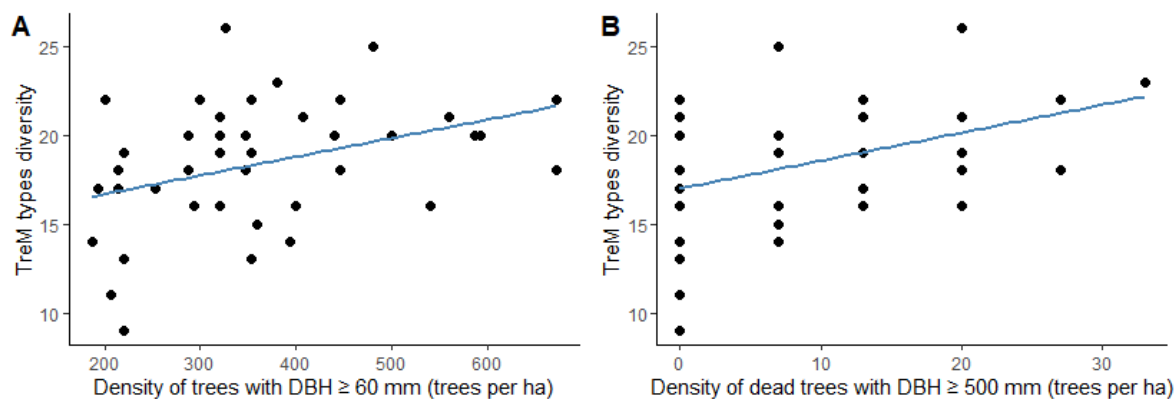 A
TreM types diversity
25
20
15
10
200 300 400 500 600
Density of trees with DBH ≥ 60 mm (trees per ha)
B
TreM types diversity
25
20
15
10
0 10 20 30
Density of dead trees with DBH ≥ 500 mm (trees per ha)